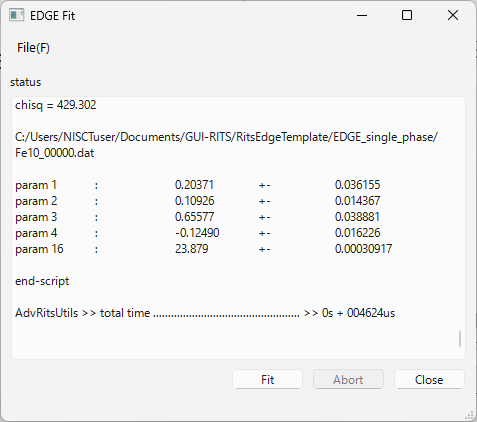 EDGE Fit
File(F)
status
chisq = 429.302
C:/Users/NISCTuser/Documents/GUI-RITS/RitsEdgeTemplate/EDGE_single_phase/
Fe10_00000.dat
param 1 : 0.20371 +- 0.036155
param 2 : 0.10926 +- 0.014367
param 3 : 0.65577 +- 0.038881
param 4 : -0.12490 +- 0.016226
param 16 : 23.879 +- 0.00030917
end-script
AdvRitsUtils >> total time ................................................. >> 0s + 004624us
Fit Abort Close